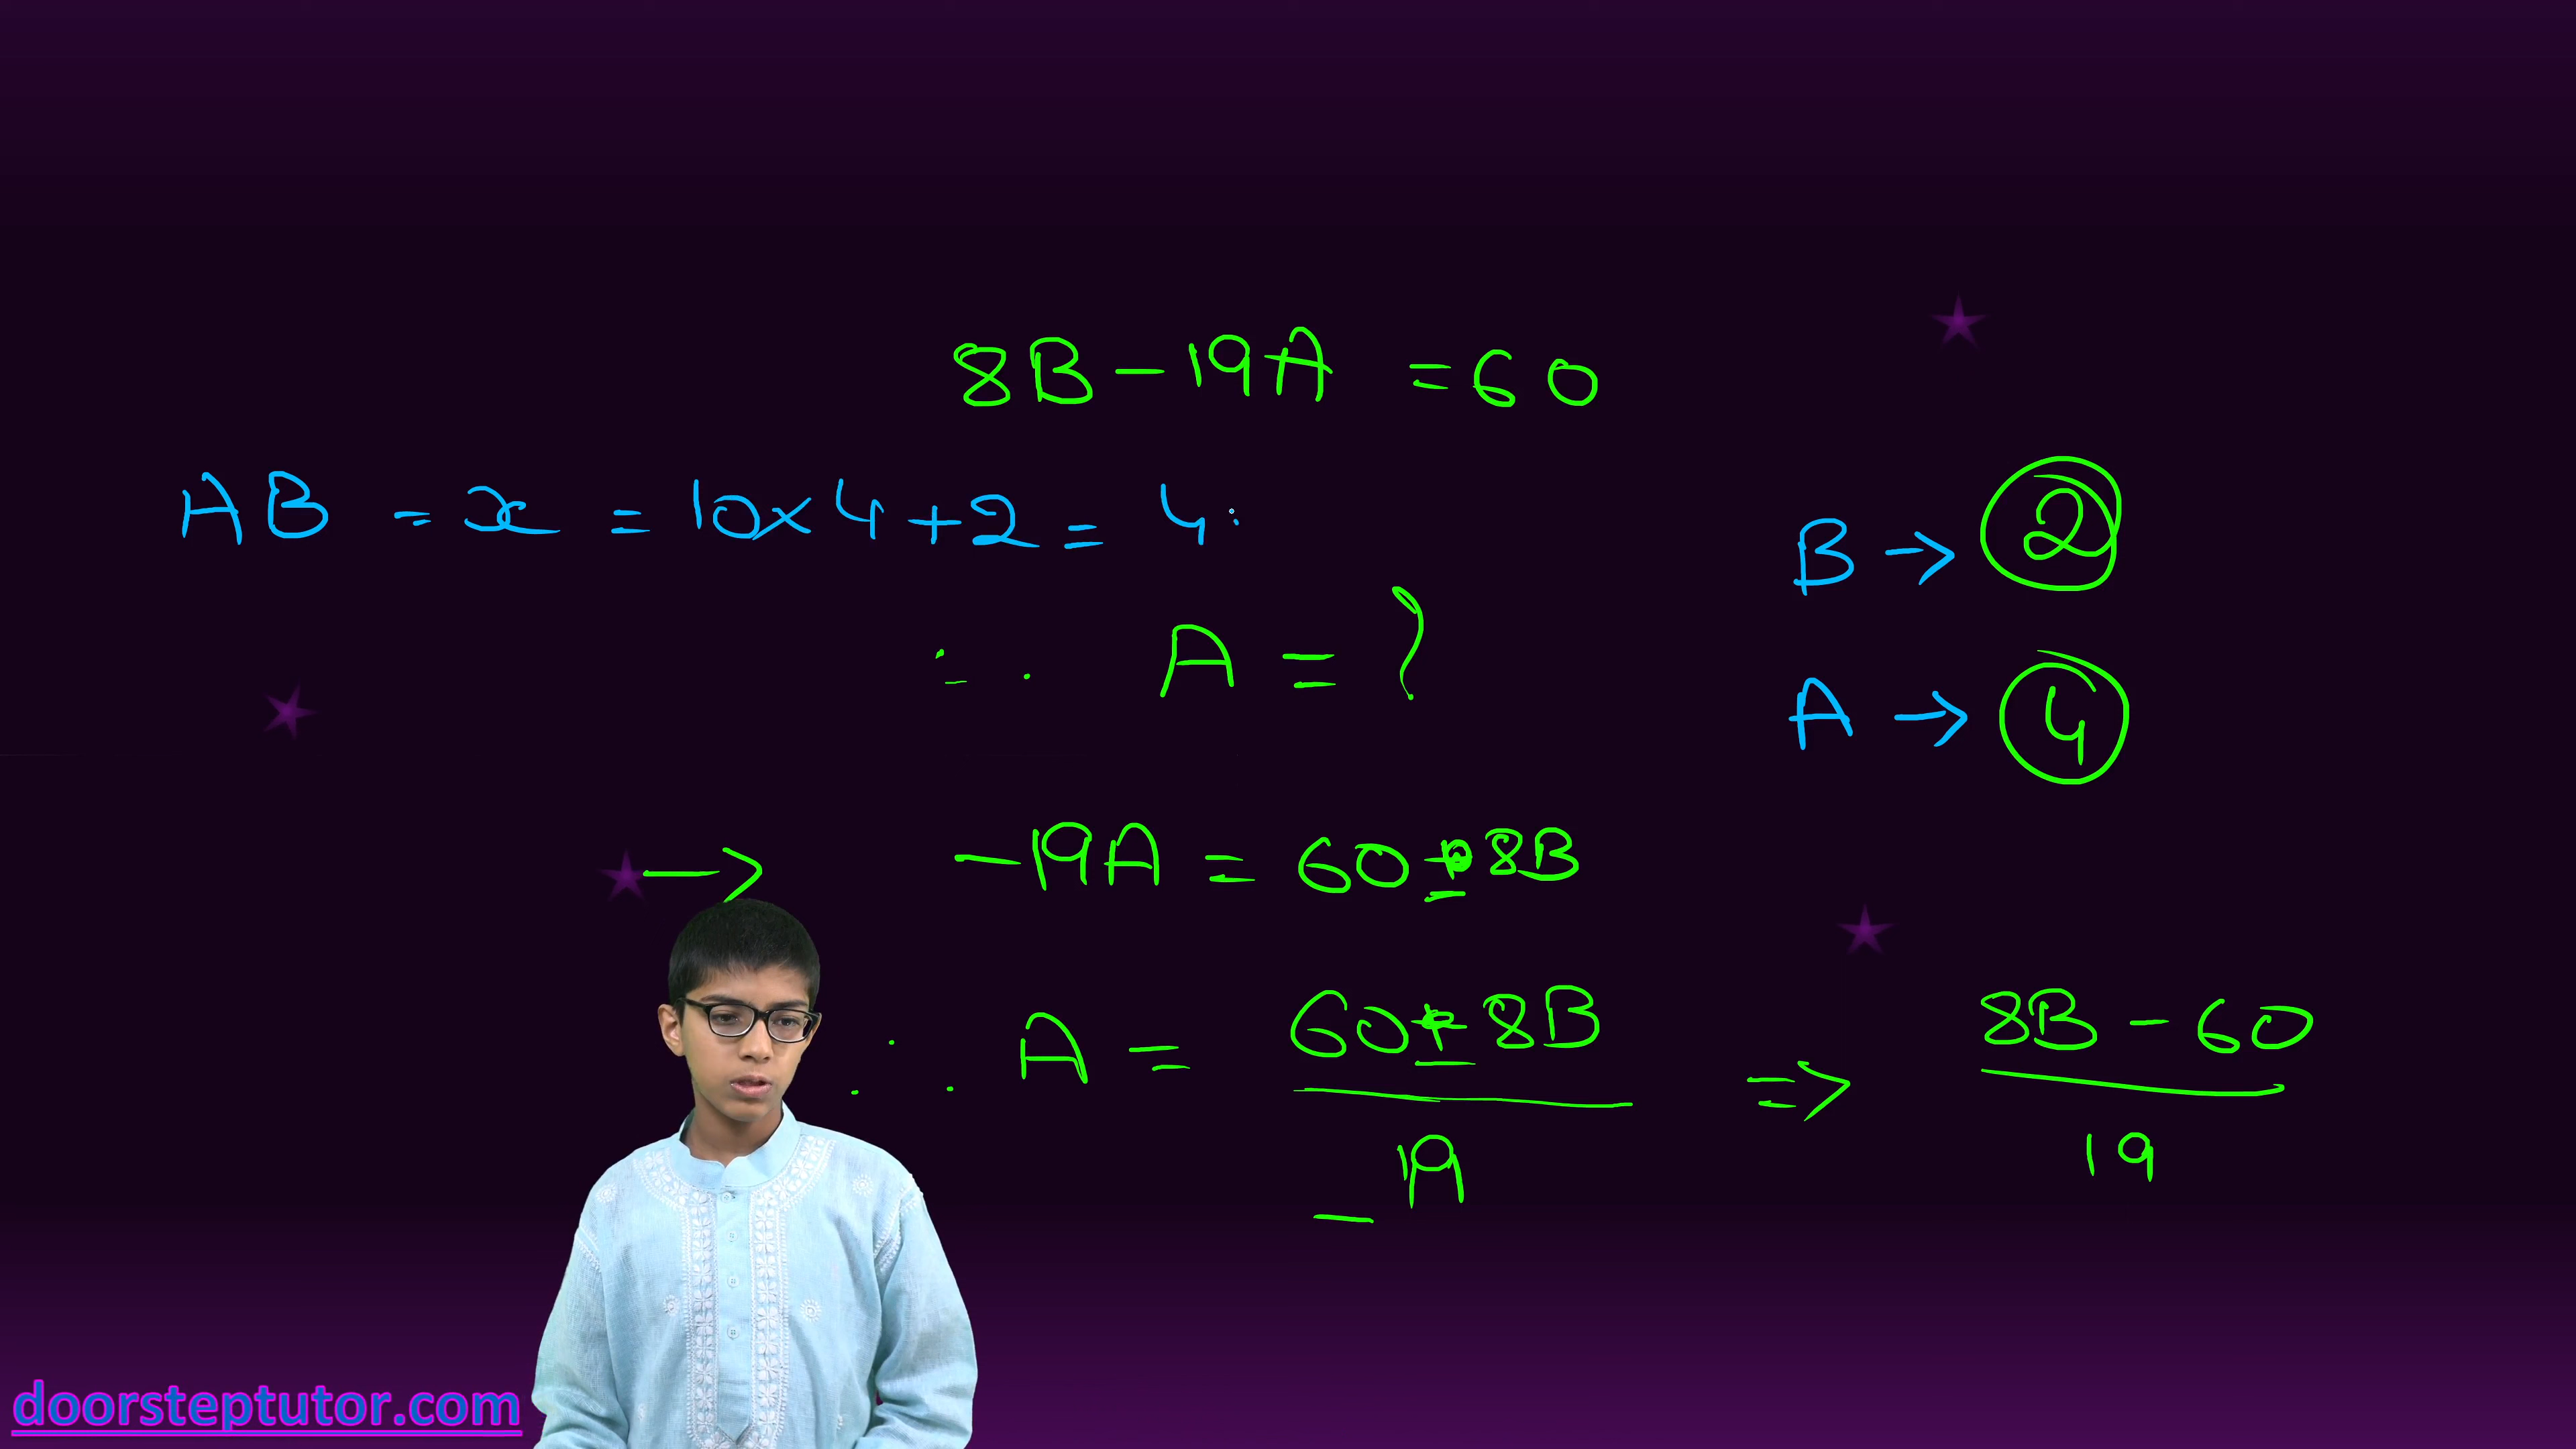 8B - 19A = 60
AB = x = 10 × 4 + 2 = 4
B → 2
∴ A = ?
A → 4
→ -19A = 60 - 8B
∴ A = 60 - 8B / -19 => 8B - 60 / 19
doorsteptutor.com